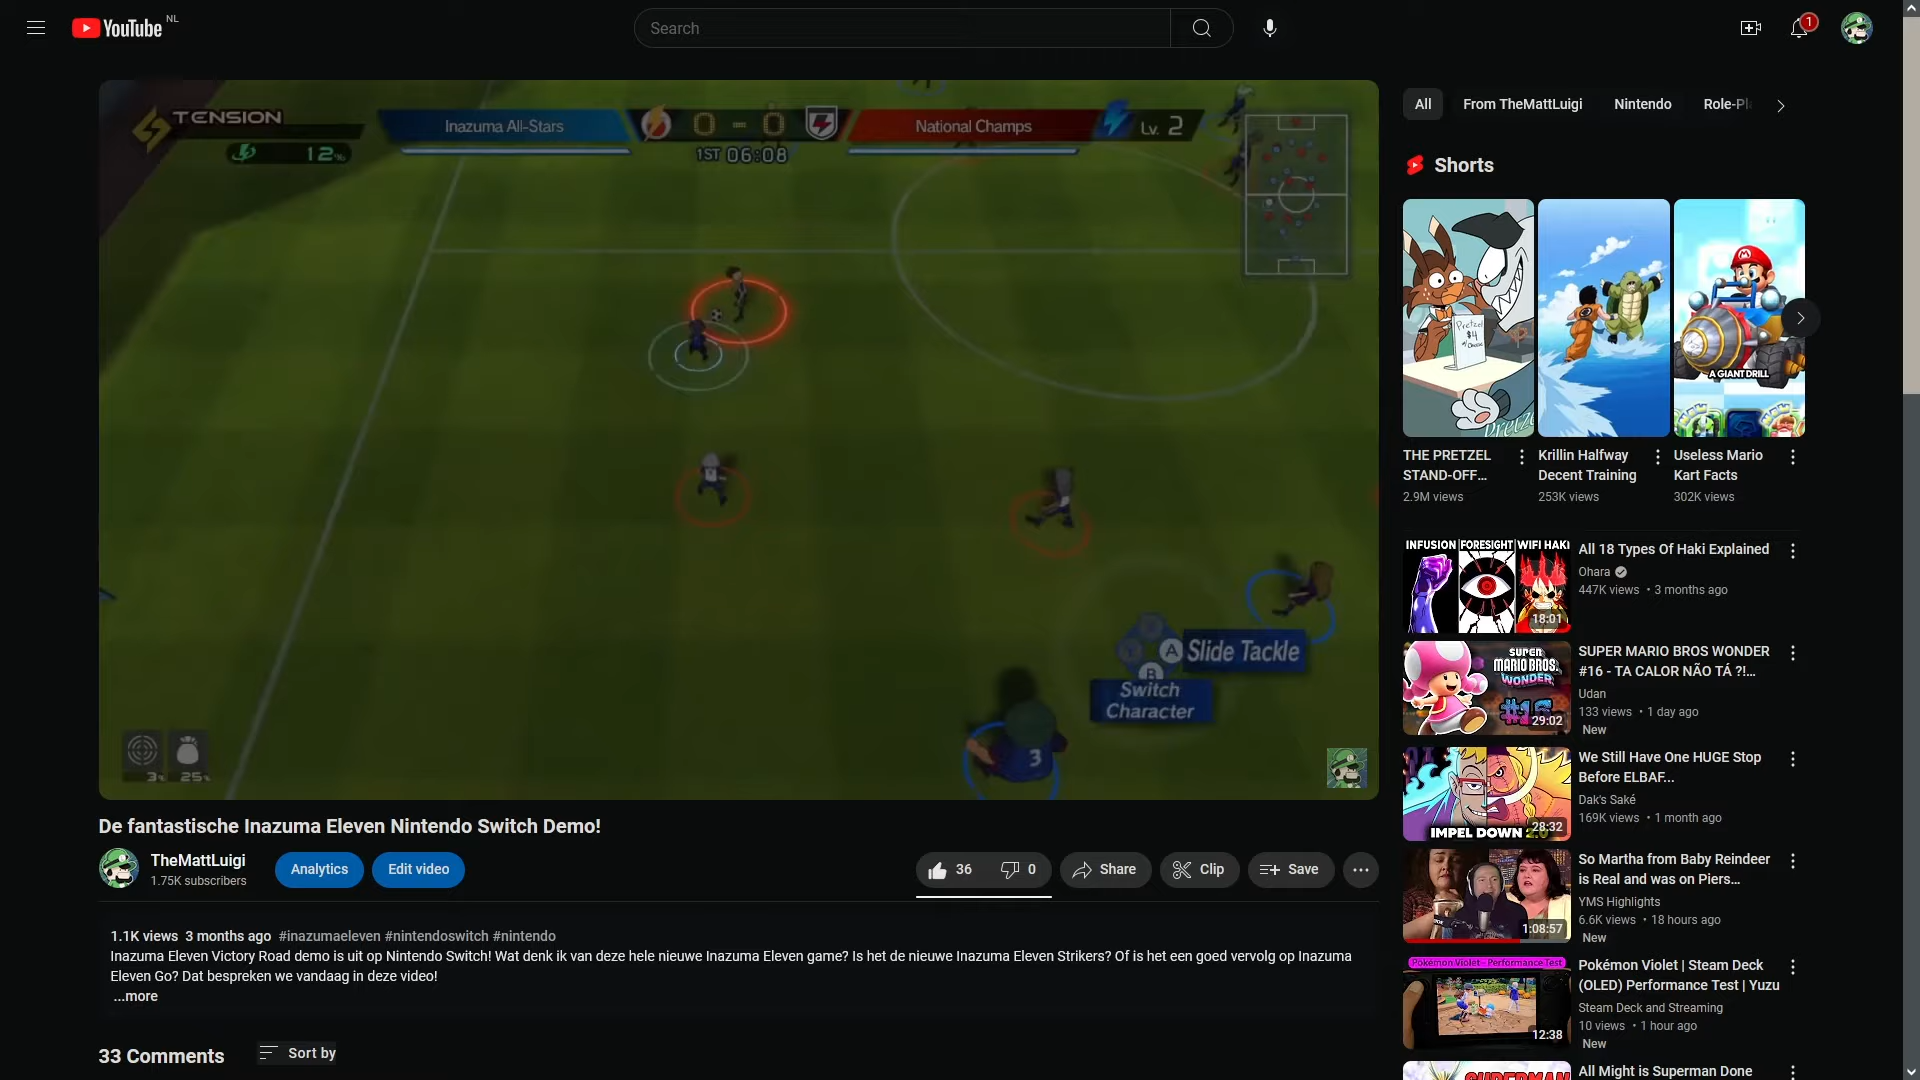 YouTube NL
Search
1
TENSION
12%
Inazuma All-Stars
0 - 0
National Champs
Lv. 2
1ST 06:08
A Slide Tackle
B
Switch
Character
3
3%
25%
De fantastische Inazuma Eleven Nintendo Switch Demo!
TheMattLuigi
1.75K subscribers
Analytics
Edit video
36
0
Share
Clip
Save
1.1K views 3 months ago #inazumaeleven #nintendoswitch #nintendo
Inazuma Eleven Victory Road demo is uit op Nintendo Switch! Wat denk ik van deze hele nieuwe Inazuma Eleven game? Is het de nieuwe Inazuma Eleven Strikers? Of is het een goed vervolg op Inazuma
Eleven Go? Dat bespreken we vandaag in deze video!
...more
33 Comments
Sort by
All
From TheMattLuigi
Nintendo
Role-Pl
Shorts
Pretzel
$4
A GIANT DRILL
THE PRETZEL
STAND-OFF...
2.9M views
Krillin Halfway
Decent Training
253K views
Useless Mario
Kart Facts
302K views
INFUSION FORESIGHT WIFI HAKI
18:01
All 18 Types Of Haki Explained
Ohara
447K views • 3 months ago
SUPER
MARIO BROS.
WONDER
#16
29:02
SUPER MARIO BROS WONDER
#16 - TA CALOR NÃO TÁ ?!...
Udan
133 views • 1 day ago
New
IMPEL DOWN 2.0
28:32
We Still Have One HUGE Stop
Before ELBAF...
Dak's Saké
169K views • 1 month ago
1:08:57
So Martha from Baby Reindeer
is Real and was on Piers...
YMS Highlights
6.6K views • 18 hours ago
New
Pokémon Violet - Performance Test
12:38
Pokémon Violet | Steam Deck
(OLED) Performance Test | Yuzu
Steam Deck and Streaming
10 views • 1 hour ago
New
SUPERMAN
All Might is Superman Done